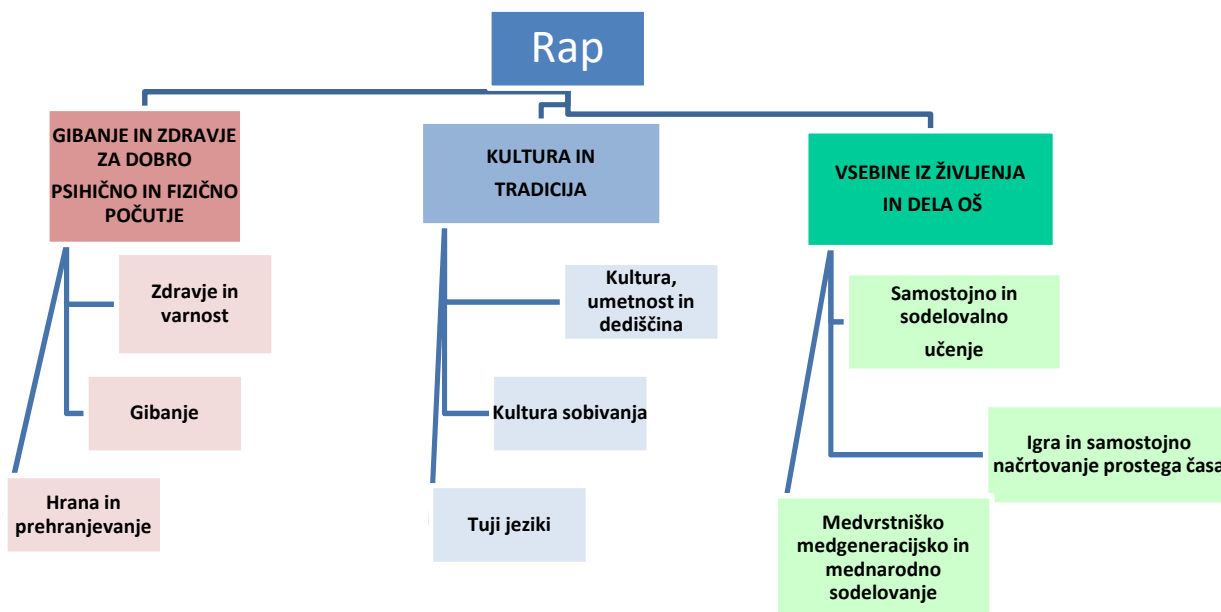 Rap
GIBANJE IN ZDRAVJE
ZA DOBRO
PSIHIČNO IN FIZIČNO
POČUTJE
Zdravje in
varnost
Gibanje
Hrana in
prehranjevanje
KULTURA IN
TRADICIJA
Kultura,
umetnost in
dediščina
Kultura sobivanja
Tuji jeziki
VSEBINE IZ ŽIVLJENJA
IN DELA OŠ
Samostojno in
sodelovalno
učenje
Igra in samostojno
načrtovanje prostega časa
Medvrstniško
medgeneracijsko in
mednarodno
sodelovanje